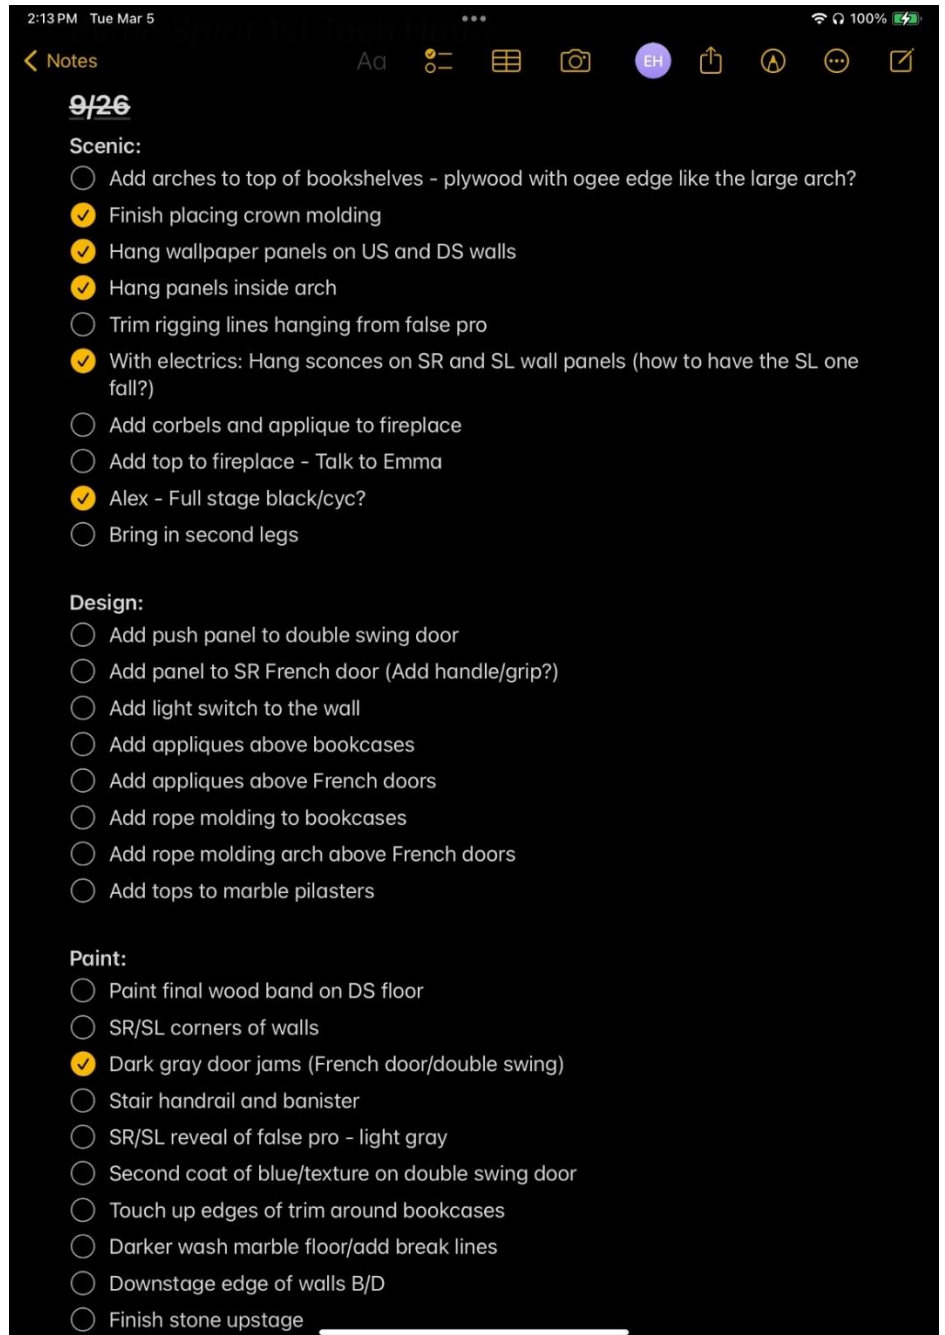 2:13 PM Tue Mar 5
100%
Notes
Aa
EH
9/26
Scenic:
Add arches to top of bookshelves - plywood with ogee edge like the large arch?
Finish placing crown molding
Hang wallpaper panels on US and DS walls
Hang panels inside arch
Trim rigging lines hanging from false pro
With electrics: Hang sconces on SR and SL wall panels (how to have the SL one
fall?)
Add corbels and applique to fireplace
Add top to fireplace - Talk to Emma
Alex - Full stage black/cyc?
Bring in second legs
Design:
Add push panel to double swing door
Add panel to SR French door (Add handle/grip?)
Add light switch to the wall
Add appliques above bookcases
Add appliques above French doors
Add rope molding to bookcases
Add rope molding arch above French doors
Add tops to marble pilasters
Paint:
Paint final wood band on DS floor
SR/SL corners of walls
Dark gray door jams (French door/double swing)
Stair handrail and banister
SR/SL reveal of false pro - light gray
Second coat of blue/texture on double swing door
Touch up edges of trim around bookcases
Darker wash marble floor/add break lines
Downstage edge of walls B/D
Finish stone upstage